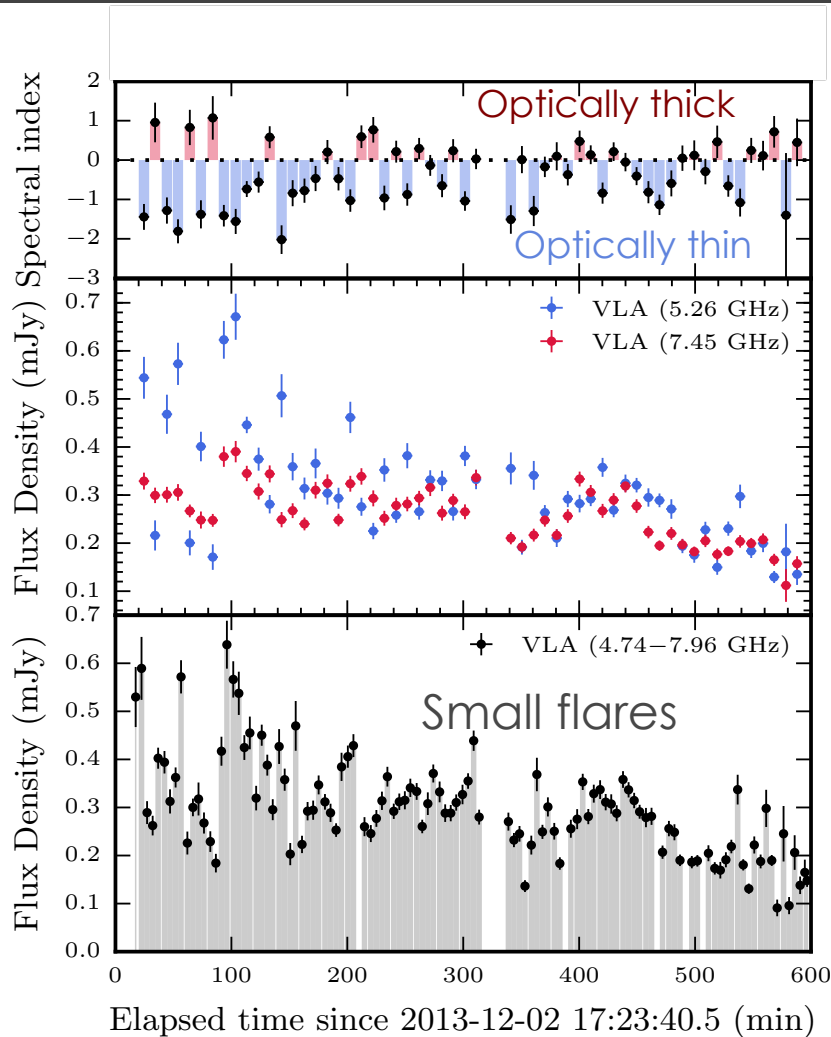 2
1
0
−1
−2
−3
Spectral index
Optically thick
Optically thin
0.7
0.6
0.5
0.4
0.3
0.2
0.1
Flux Density (mJy)
VLA (5.26 GHz)
VLA (7.45 GHz)
0.7
0.6
0.5
0.4
0.3
0.2
0.1
0.0
Flux Density (mJy)
VLA (4.74−7.96 GHz)
Small flares
0 100 200 300 400 500 600
Elapsed time since 2013-12-02 17:23:40.5 (min)